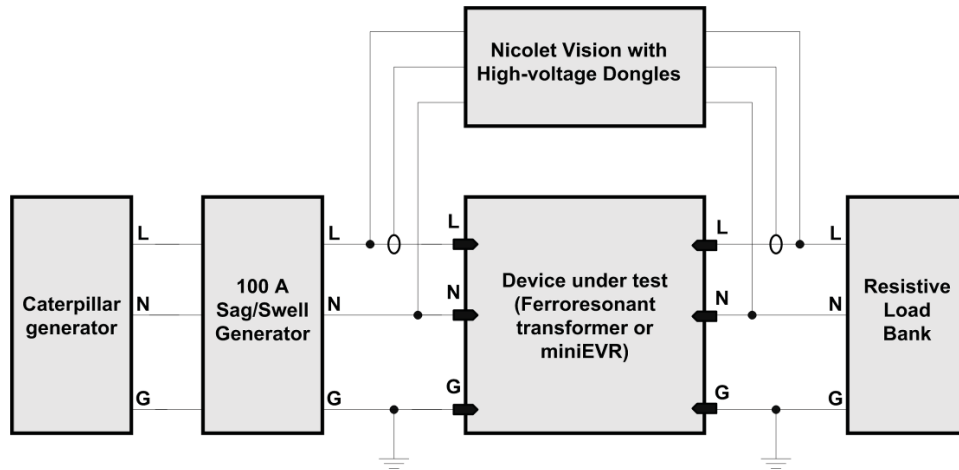 Nicolet Vision with
High-voltage Dongles
L
L
L
L
L
L
N
N
N
N
N
N
G
G
G
G
G
G
Caterpillar
generator
100 A
Sag/Swell
Generator
Device under test
(Ferroresonant
transformer or
miniEVR)
Resistive
Load
Bank